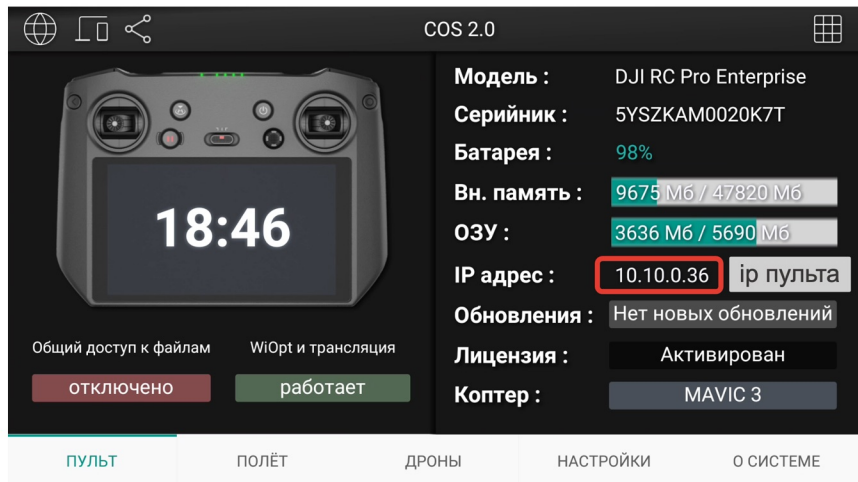 COS 2.0
18:46
Общий доступ к файлам
WiOpt и трансляция
отключено
работает
Модель : DJI RC Pro Enterprise
Серийник : 5YSZKAM0020K7T
Батарея : 98%
Вн. память : 9675 Мб / 47820 Мб
ОЗУ : 3636 Мб / 5690 Мб
IP адрес : 10.10.0.36 ip пульта
Обновления : Нет новых обновлений
Лицензия : Активирован
Коптер : MAVIC 3
ПУЛЬТ ПОЛЁТ ДРОНЫ НАСТРОЙКИ О СИСТЕМЕ